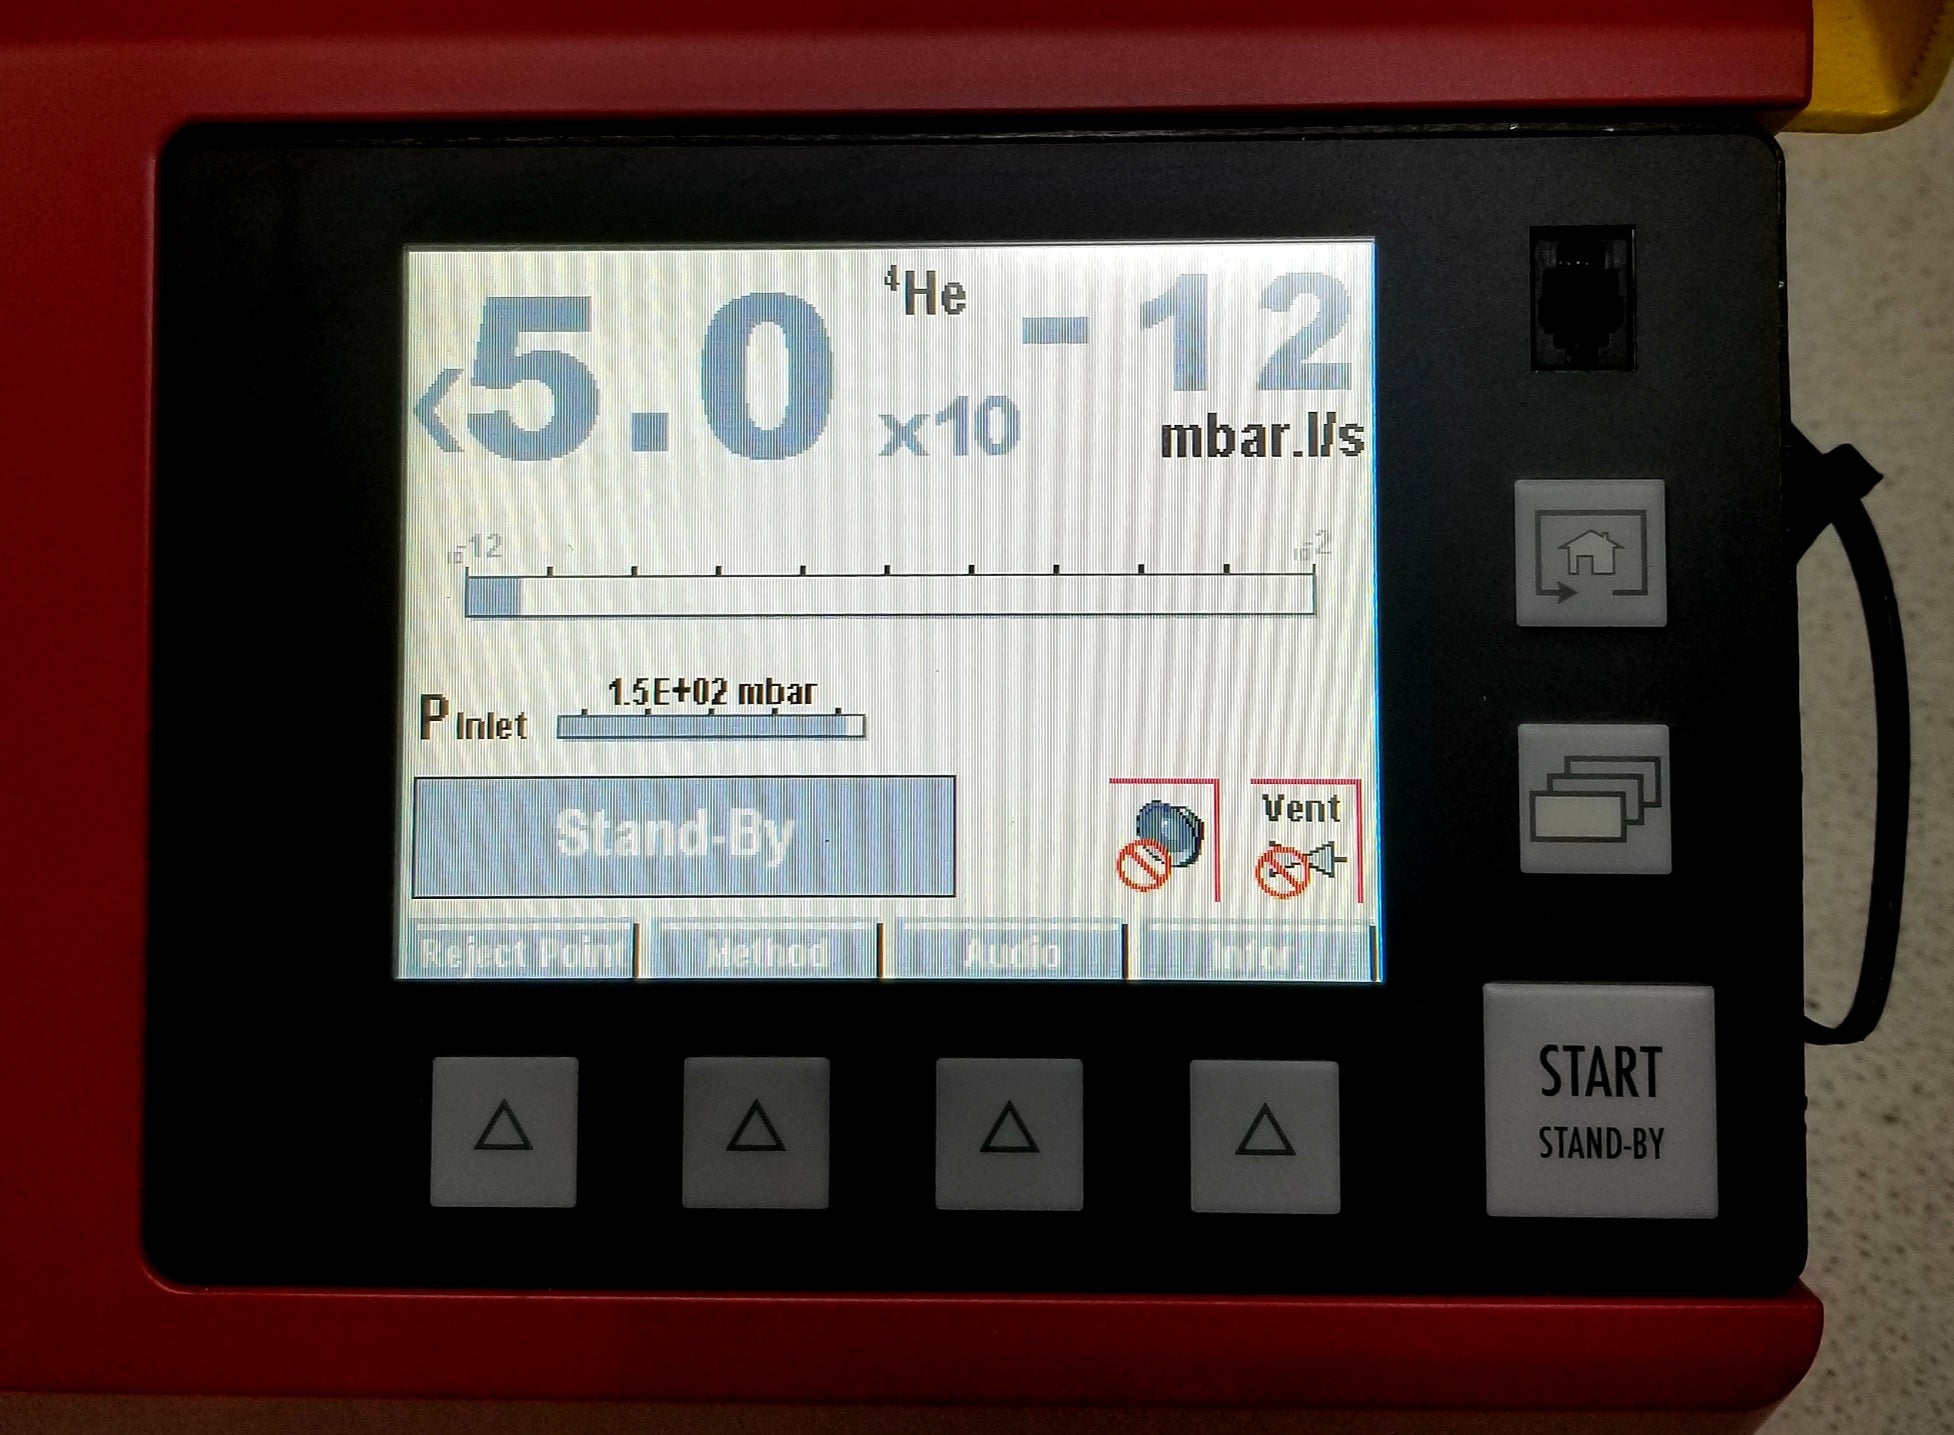 ⁴He
<5.0 x10 -12
mbar.l/s
10-12 10-2
1.5E+02 mbar
P Inlet
Stand-By
Vent
Reject Point Method Audio Infor.
START
STAND-BY